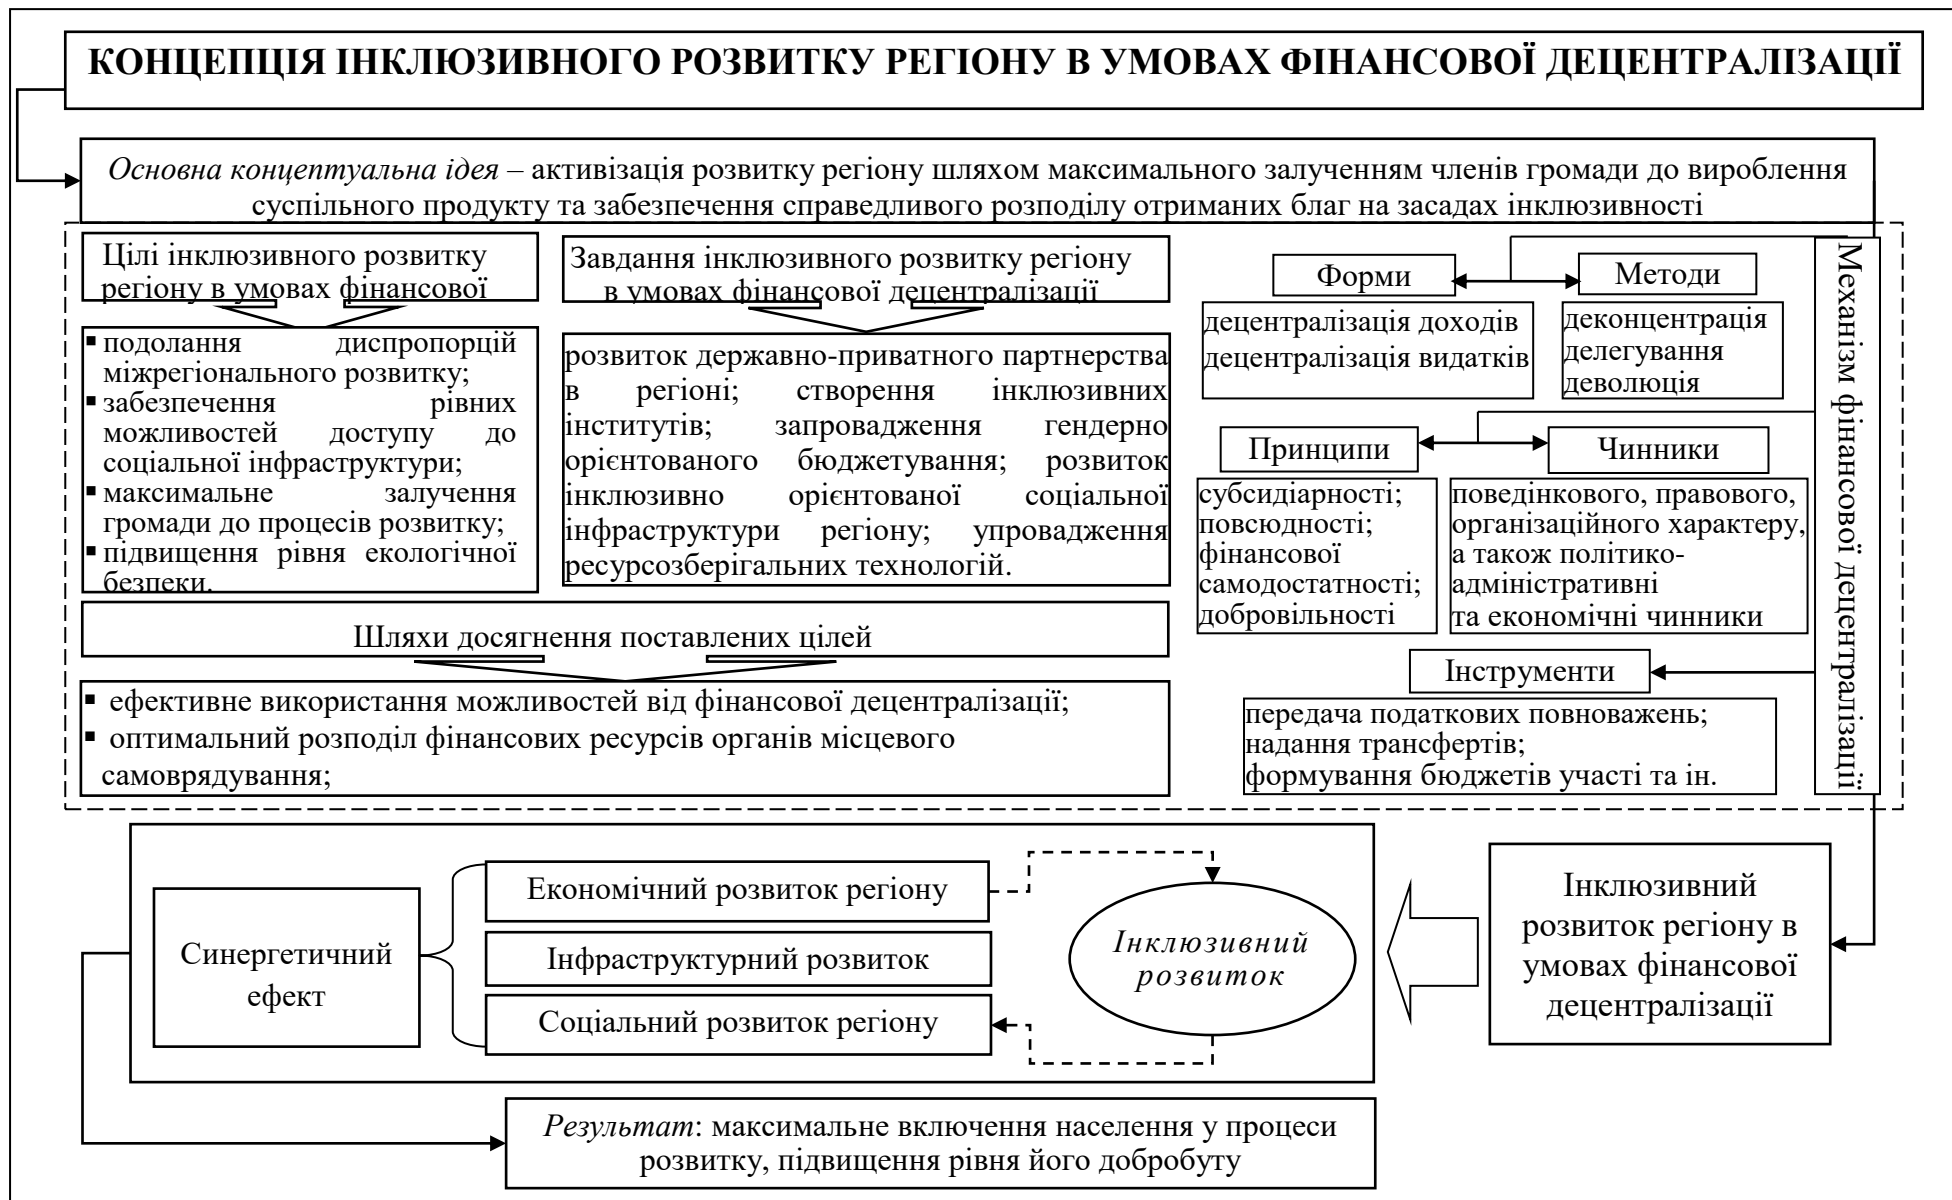 КОНЦЕПЦІЯ ІНКЛЮЗИВНОГО РОЗВИТКУ РЕГІОНУ В УМОВАХ ФІНАНСОВОЇ ДЕЦЕНТРАЛІЗАЦІЇ
Основна концептуальна ідея – активізація розвитку регіону шляхом максимального залученням членів громади до вироблення
суспільного продукту та забезпечення справедливого розподілу отриманих благ на засадах інклюзивності
Цілі інклюзивного розвитку
регіону в умовах фінансової
▪ подолання диспропорцій
міжрегіонального розвитку;
▪ забезпечення рівних
можливостей доступу до
соціальної інфраструктури;
▪ максимальне залучення
громади до процесів розвитку;
▪ підвищення рівня екологічної
безпеки.
Завдання інклюзивного розвитку регіону
в умовах фінансової децентралізації
розвиток державно-приватного партнерства
в регіоні; створення інклюзивних
інститутів; запровадження гендерно
орієнтованого бюджетування; розвиток
інклюзивно орієнтованої соціальної
інфраструктури регіону; упровадження
ресурсозберігальних технологій.
Шляхи досягнення поставлених цілей
▪ ефективне використання можливостей від фінансової децентралізації;
▪ оптимальний розподіл фінансових ресурсів органів місцевого
самоврядування;
Форми
децентралізація доходів
децентралізація видатків
Методи
деконцентрація
делегування
деволюція
Принципи
субсидіарності;
повсюдності;
фінансової
самодостатності;
добровільності
Чинники
поведінкового, правового,
організаційного характеру,
а також політико-
адміністративні
та економічні чинники
Інструменти
передача податкових повноважень;
надання трансфертів;
формування бюджетів участі та ін.
Механізм фінансової децентралізації
Синергетичний
ефект
Економічний розвиток регіону
Інфраструктурний розвиток
Соціальний розвиток регіону
Інклюзивний
розвиток
Інклюзивний
розвиток регіону в
умовах фінансової
децентралізації
Результат: максимальне включення населення у процеси
розвитку, підвищення рівня його добробуту